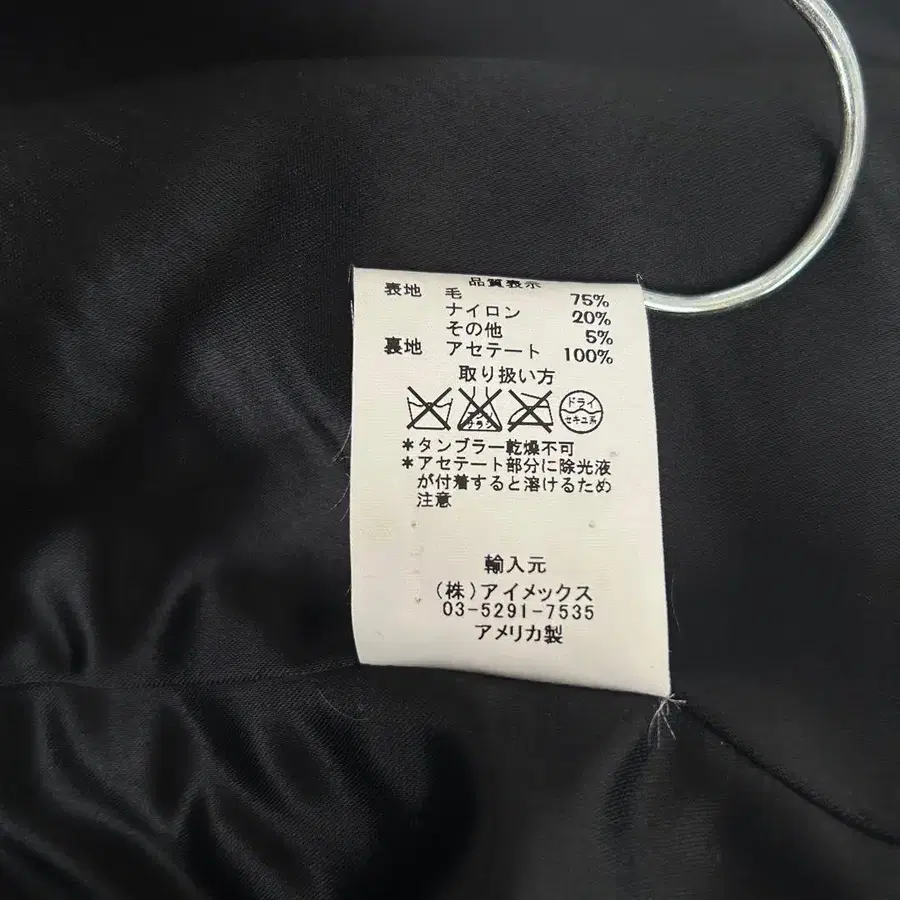 品質表示
表地 毛 75%
ナイロン 20%
その他 5%
裏地 アセテート 100%
取り扱い方
ドライ
セキユ系
*タンブラー乾燥不可
*アセテート部分に除光液
が付着すると溶けるため
注意
輸入元
(株)アイメックス
03-5291-7535
アメリカ製